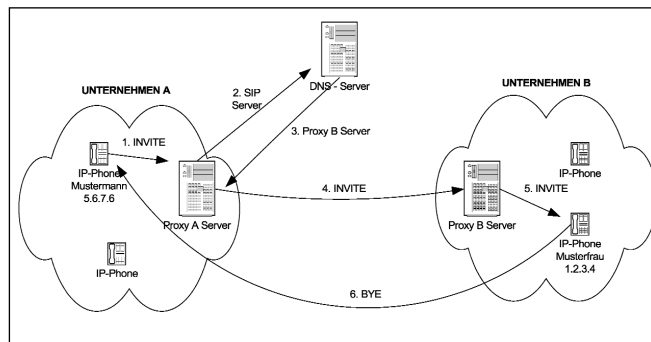 UNTERNEHMEN A
2. SIP
Server
DNS - Server
UNTERNEHMEN B
1. INVITE
3. Proxy B Server
IP-Phone
Mustermann
5.6.7.6
Proxy A Server
4. INVITE
Proxy B Server
5. INVITE
IP-Phone
IP-Phone
Musterfrau
1.2.3.4
IP-Phone
6. BYE